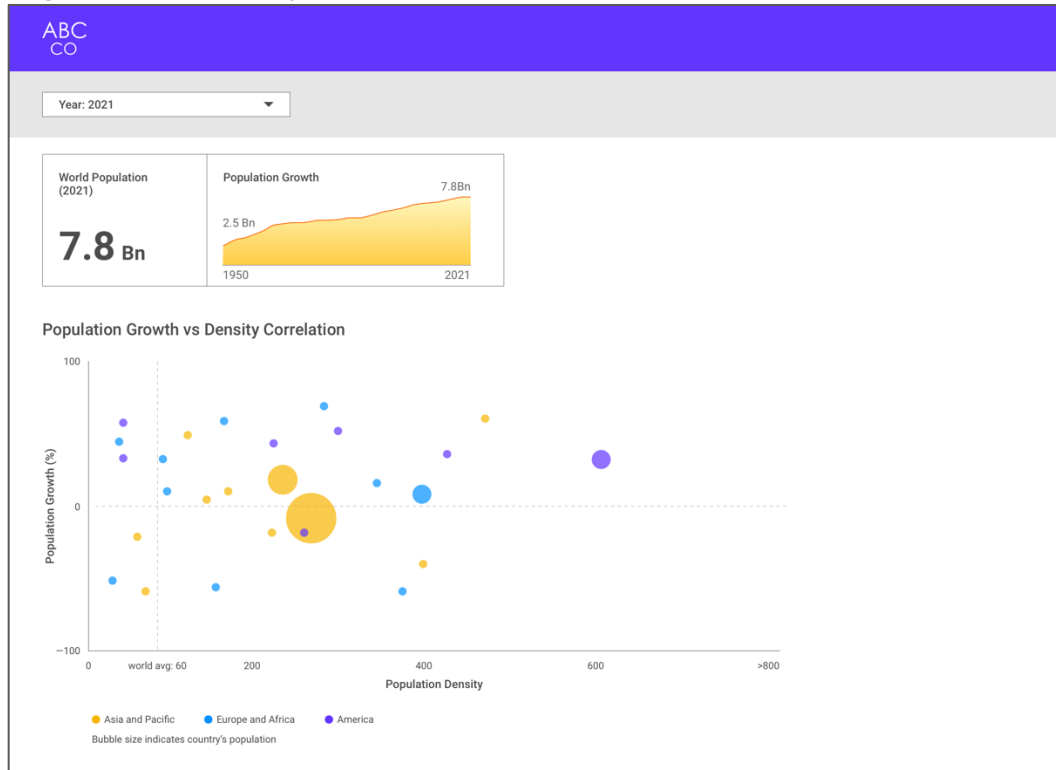 ABC
CO
Year: 2021
World Population
(2021)
7.8 Bn
Population Growth
7.8Bn
2.5 Bn
1950
2021
Population Growth vs Density Correlation
100
Population Growth (%)
0
−100
0
world avg: 60
200
400
600
>800
Population Density
Asia and Pacific
Europe and Africa
America
Bubble size indicates country's population